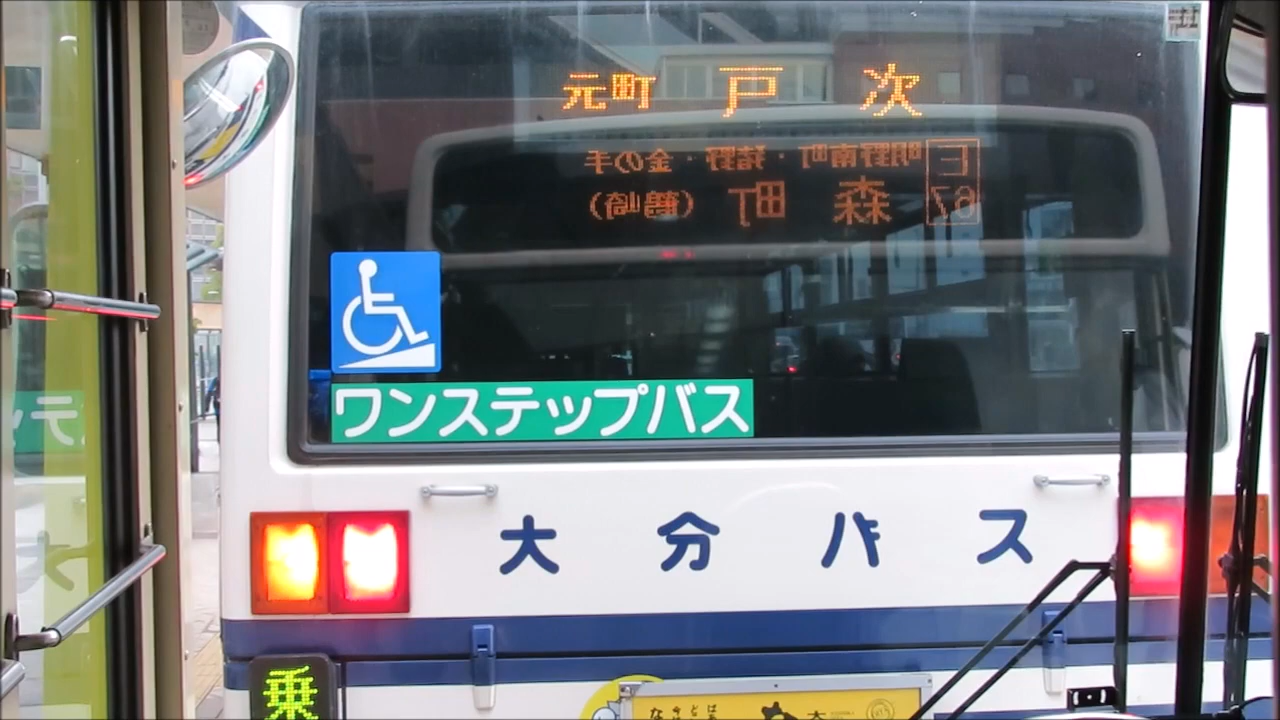 元町 戸次
E 明野南町・猪野・金の手
67 森町（鶴崎）
ワンステップバス
大分バス
乗